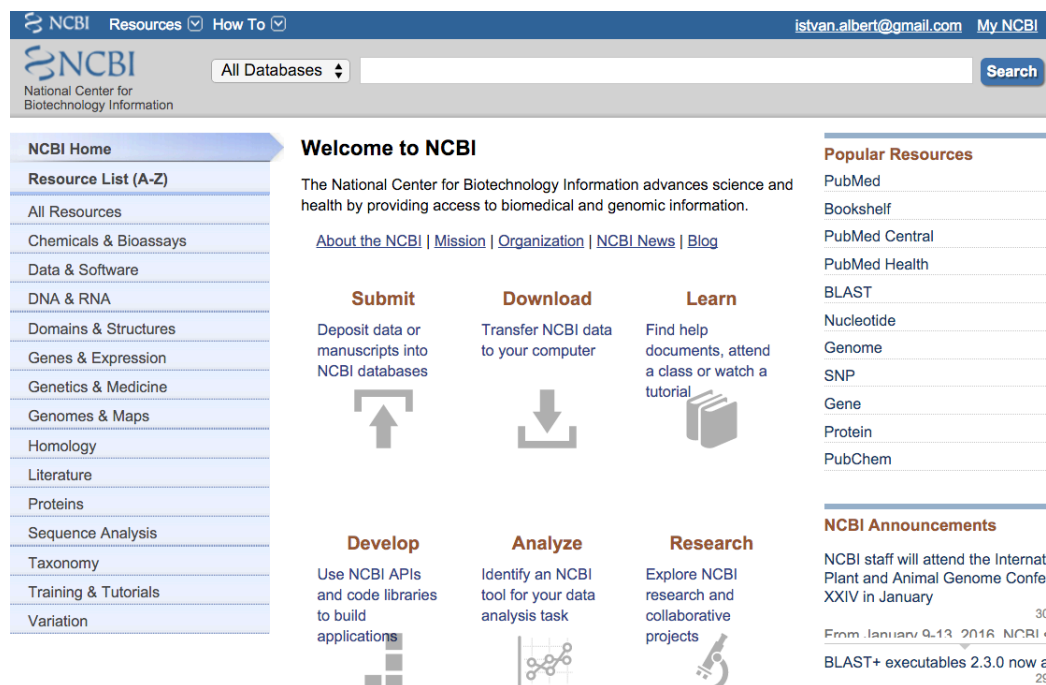 NCBI Resources How To istvan.albert@gmail.com My NCBI
NCBI
National Center for
Biotechnology Information
All Databases Search
NCBI Home
Resource List (A-Z)
All Resources
Chemicals & Bioassays
Data & Software
DNA & RNA
Domains & Structures
Genes & Expression
Genetics & Medicine
Genomes & Maps
Homology
Literature
Proteins
Sequence Analysis
Taxonomy
Training & Tutorials
Variation
Welcome to NCBI
The National Center for Biotechnology Information advances science and
health by providing access to biomedical and genomic information.
About the NCBI | Mission | Organization | NCBI News | Blog
Submit
Deposit data or
manuscripts into
NCBI databases
Download
Transfer NCBI data
to your computer
Learn
Find help
documents, attend
a class or watch a
tutorial
Develop
Use NCBI APIs
and code libraries
to build
applications
Analyze
Identify an NCBI
tool for your data
analysis task
Research
Explore NCBI
research and
collaborative
projects
Popular Resources
PubMed
Bookshelf
PubMed Central
PubMed Health
BLAST
Nucleotide
Genome
SNP
Gene
Protein
PubChem
NCBI Announcements
NCBI staff will attend the Internat
Plant and Animal Genome Confe
XXIV in January
30
From January 9-13, 2016, NCBI s
BLAST+ executables 2.3.0 now a
29